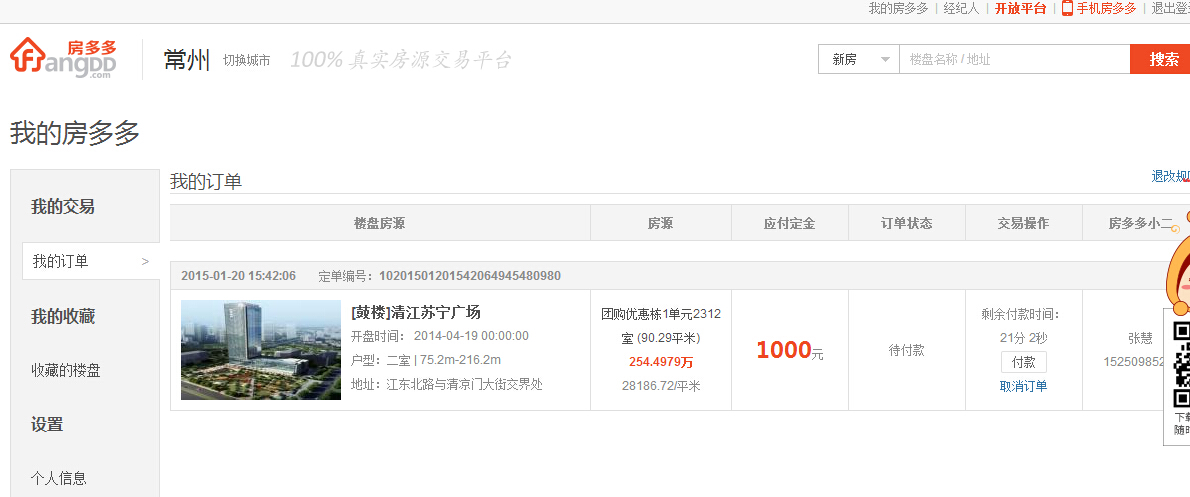 我的房多多 | 经纪人 | 开放平台 | 手机房多多 | 退出登
房多多
FangDD
.com
常州 切换城市 100% 真实房源交易平台
新房 楼盘名称 / 地址 搜索
我的房多多
我的交易
我的订单 >
我的收藏
收藏的楼盘
设置
个人信息
我的订单
退改规
楼盘房源 房源 应付定金 订单状态 交易操作 房多多小二
2015-01-20 15:42:06 定单编号：10201501201542064945480980
[鼓楼]清江苏宁广场
开盘时间： 2014-04-19 00:00:00
户型：二室 | 75.2m-216.2m
地址：江东北路与清凉门大街交界处
团购优惠栋1单元2312
室 (90.29平米)
254.4979万
28186.72/平米
1000元
待付款
剩余付款时间：
21分 2秒
付款
取消订单
张慧
152509852
下载
随时